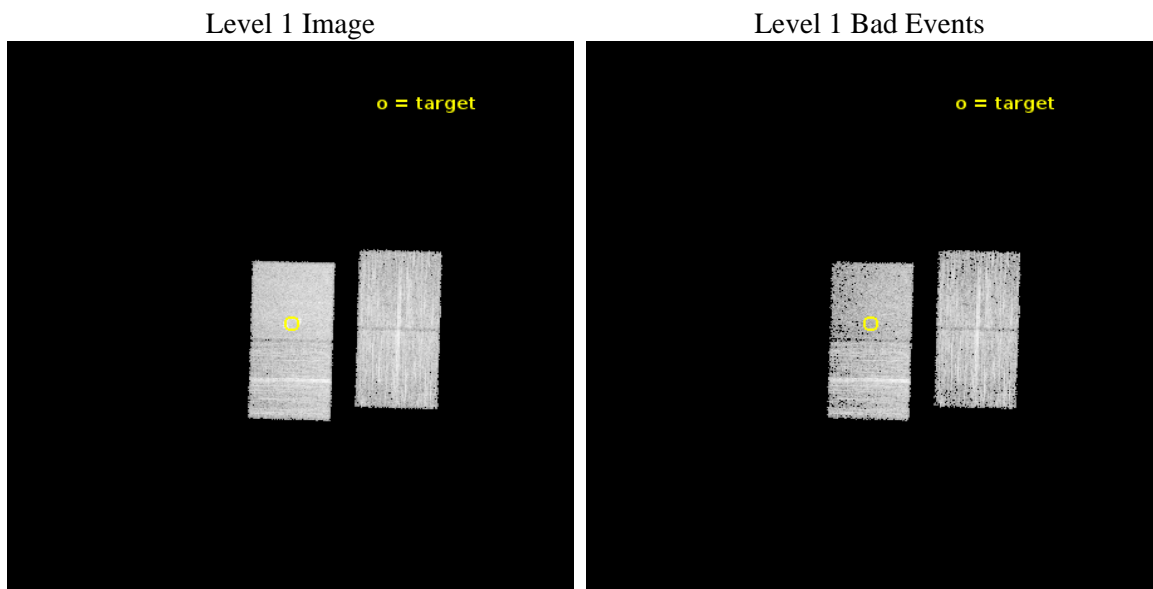 Level 1 Image
Level 1 Bad Events
o = target
o = target